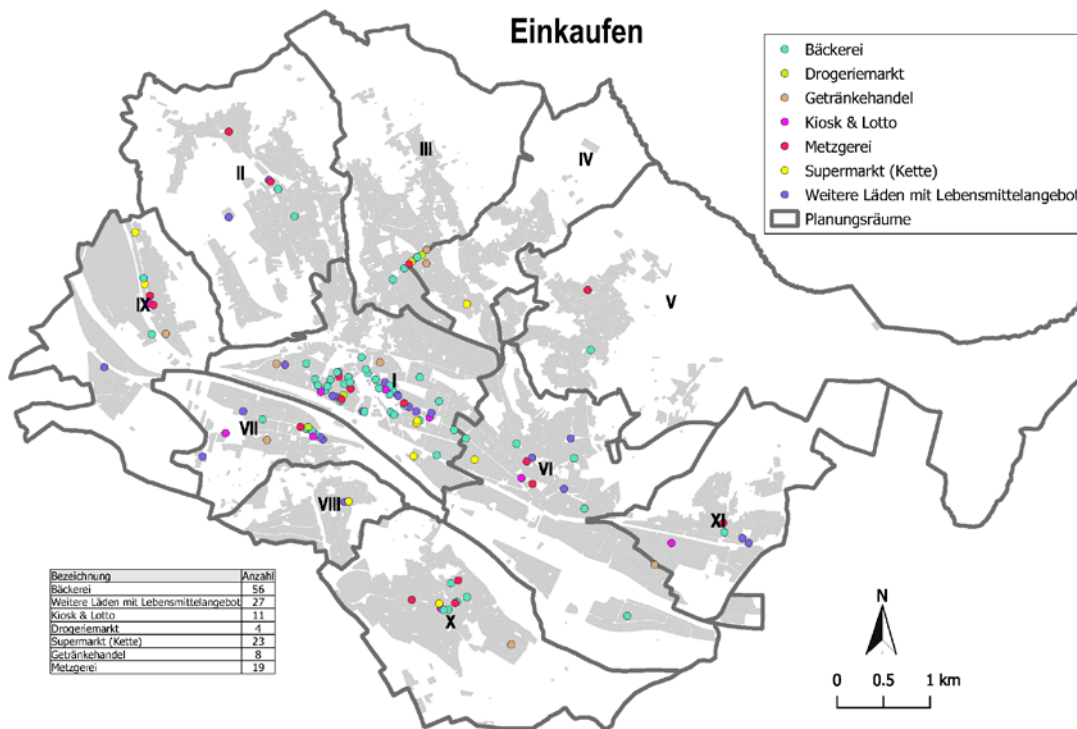 Einkaufen
Bäckerei
Drogeriemarkt
Getränkehandel
Kiosk & Lotto
Metzgerei
Supermarkt (Kette)
Weitere Läden mit Lebensmittelangebot
Planungsräume
III
IV
II
V
IX
I
VII
VI
VIII
XI
X
Bezeichnung Anzahl
Bäckerei 56
Weitere Läden mit Lebensmittelangebot 27
Kiosk & Lotto 11
Drogeriemarkt 4
Supermarkt (Kette) 23
Getränkehandel 8
Metzgerei 19
N
0 0.5 1 km